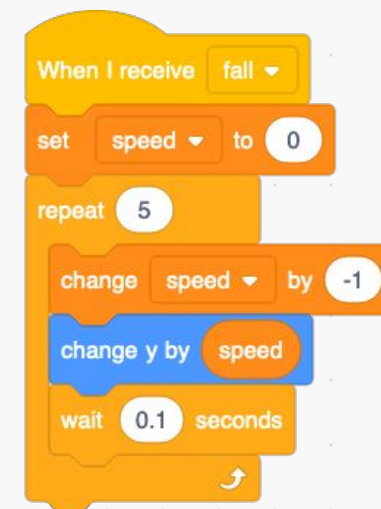 When I receive fall
set speed to 0
repeat 5
change speed by -1
change y by speed
wait 0.1 seconds